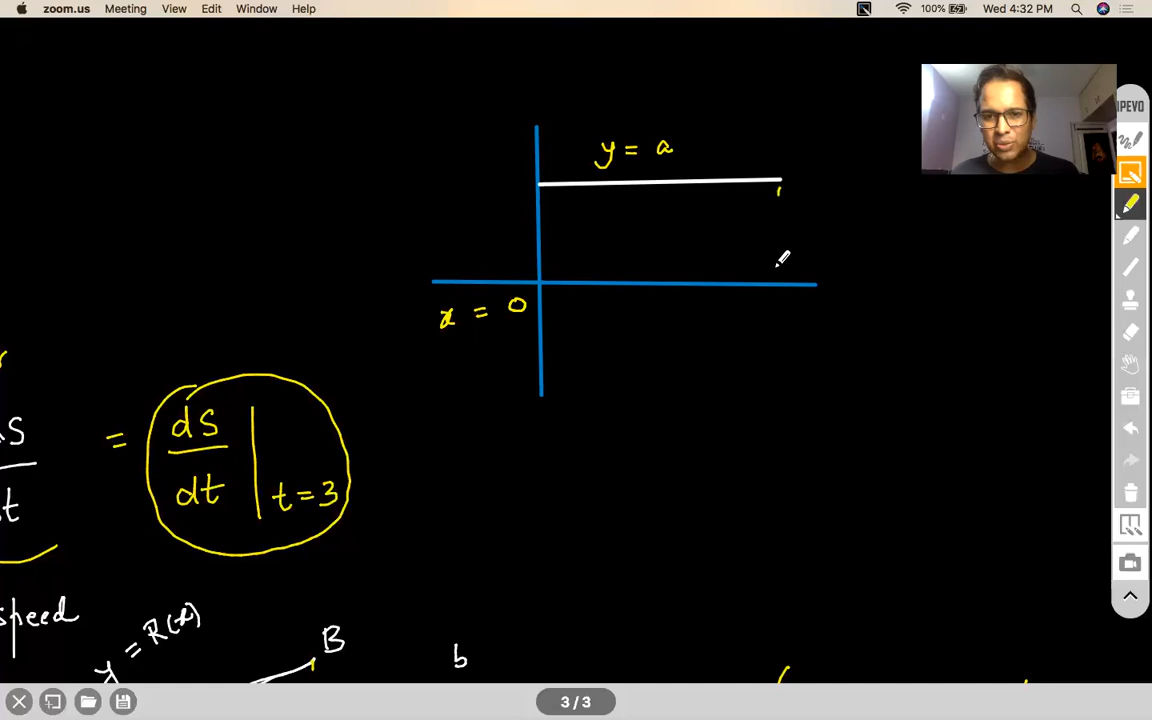 zoom.us Meeting View Edit Window Help 100% Wed 4:32 PM
IPEVO
y = a
x = 0
= dS
dt | t=3
S
t
speed
y = R(t)
B
b
3 / 3